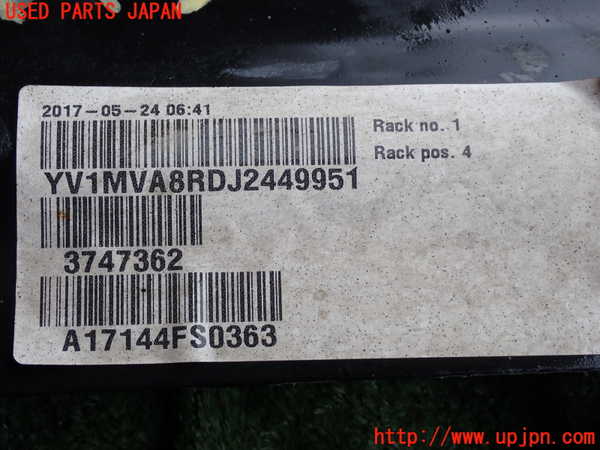 USED PARTS JAPAN
2017-05-24 06:41
Rack no. 1
Rack pos. 4
YV1MVA8RDJ2449951
3747362
A17144FS0363
http://www.upjpn.com/